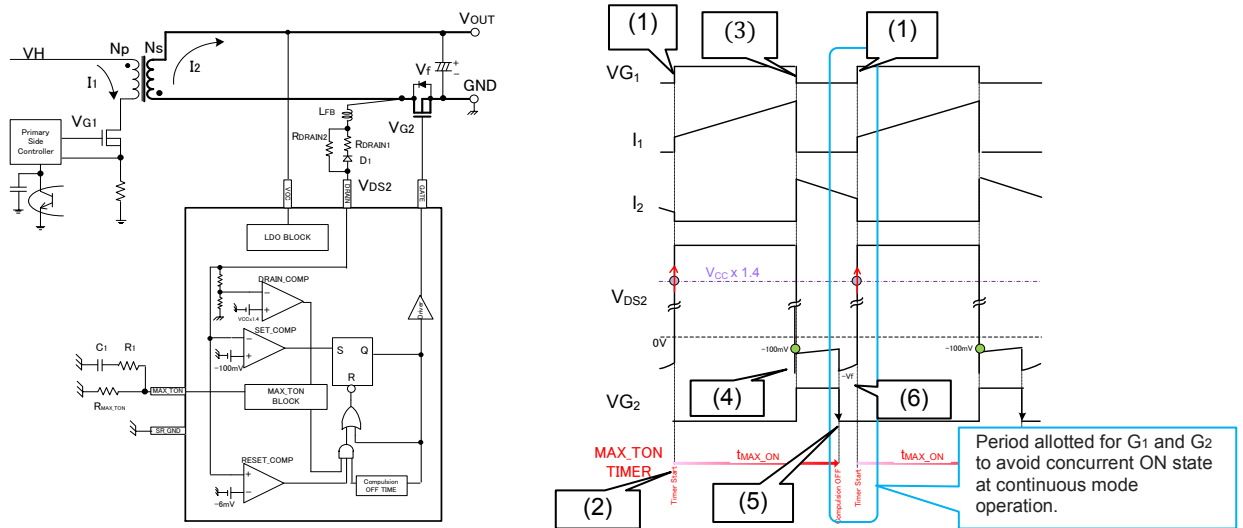 VOUT
VH
Np
Ns
I1
I2
Vf
+
−
GND
VG1
VG2
LFB
RDRAIN2
RDRAIN1
D1
Primary
Side
Controller
VDS2
VCC
DRAIN
GATE
LDO BLOCK
DRAIN_COMP
−
+
VCC×1.4
SET_COMP
−
+
−100mV
S
Q
R
C1
R1
MAX_TON
RMAX_TON
MAX_TON
BLOCK
SR_GND
RESET_COMP
+
−
−6mV
Compulsion
OFF TIME
(1)
(3)
(1)
VG1
I1
I2
VCC x 1.4
VDS2
0V
−100mV
−100mV
−Vf
(4)
(6)
VG2
MAX_TON
TIMER
tMAX_ON
tMAX_ON
Timer Start
Compulsion OFF
Timer Start
(2)
(5)
Period allotted for G1 and G2
to avoid concurrent ON state
at continuous mode
operation.